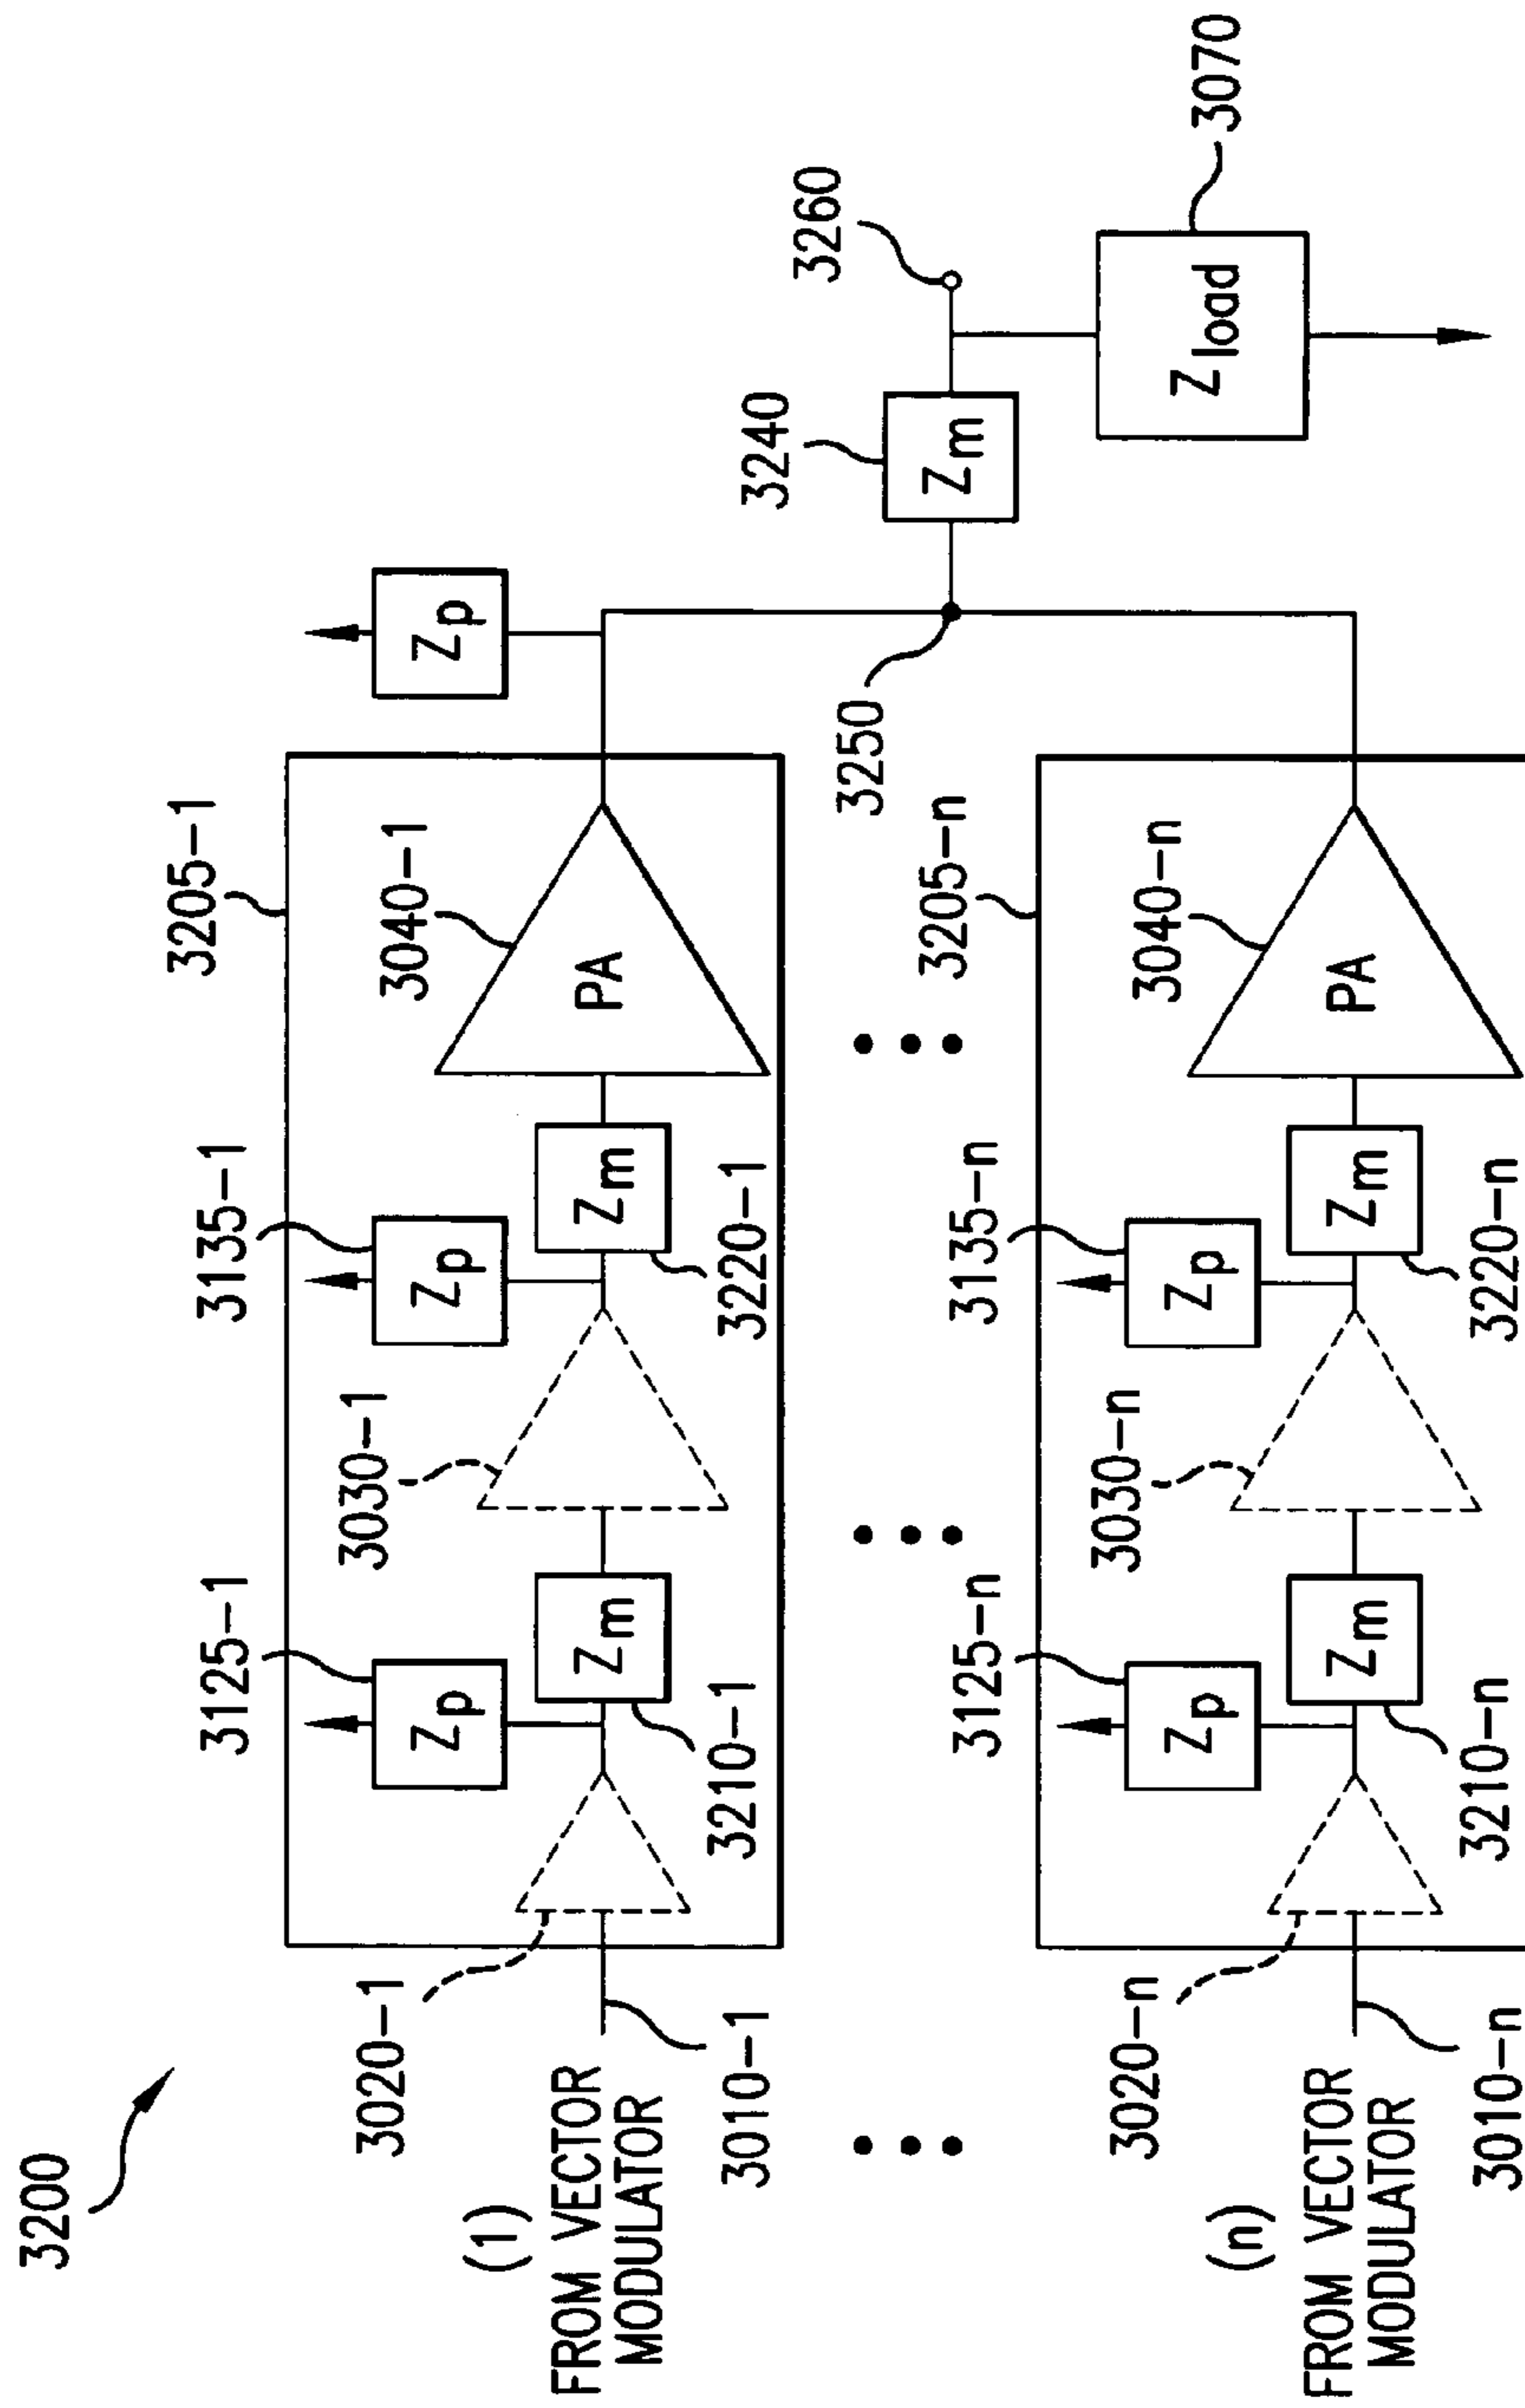 3200
3205-1
3125-1
3135-1
Zp
Zp
Zp
3020-1
3030-1
3040-1
(1)
FROM VECTOR
MODULATOR
Zm
Zm
PA
3010-1
3210-1
3220-1
3260
3240
Zm
3250
3070
Zload
3205-n
3125-n
3135-n
Zp
Zp
3020-n
3030-n
3040-n
(n)
FROM VECTOR
MODULATOR
Zm
Zm
PA
3010-n
3210-n
3220-n